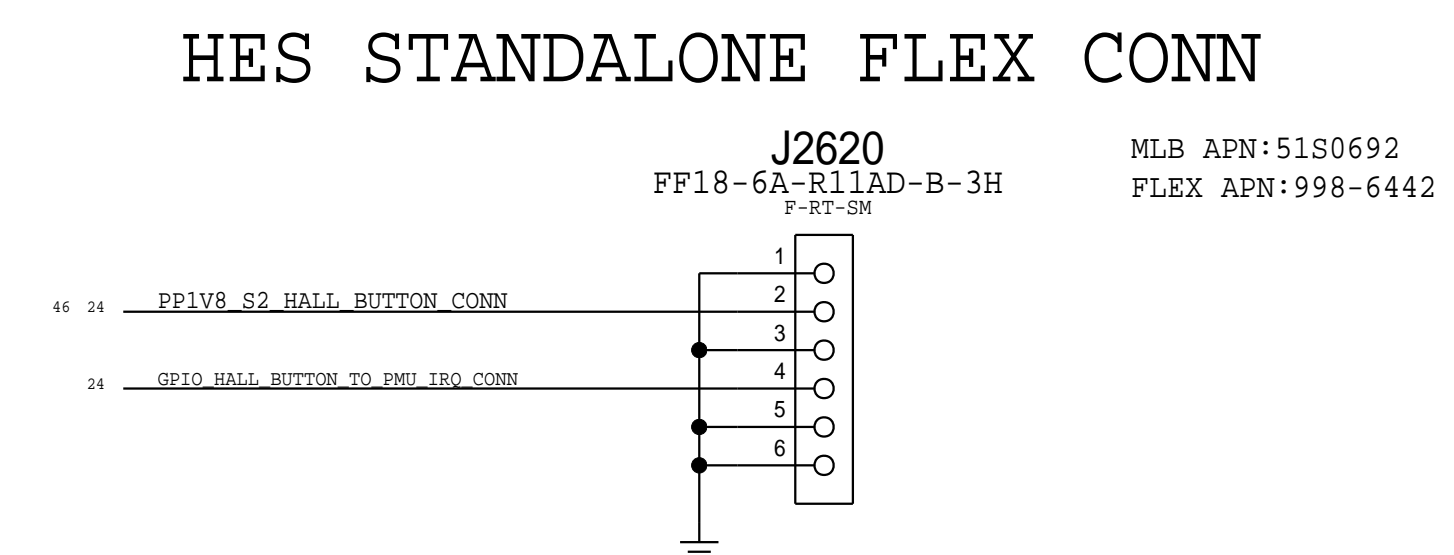 HES STANDALONE FLEX CONN
J2620
FF18-6A-R11AD-B-3H
F-RT-SM
MLB APN:51S0692
FLEX APN:998-6442
1
46 24 PP1V8_S2_HALL_BUTTON_CONN 2
3
24 GPIO_HALL_BUTTON_TO_PMU_IRQ_CONN 4
5
6